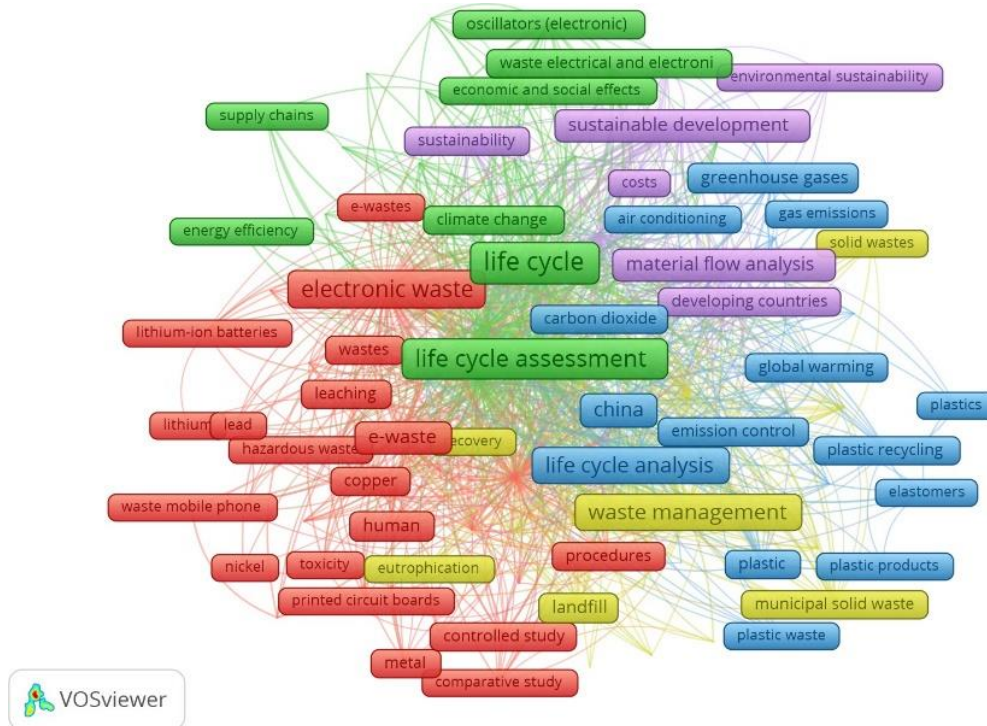 oscillators (electronic)
waste electrical and electroni
economic and social effects
environmental sustainability
supply chains
sustainability
sustainable development
costs
greenhouse gases
e-wastes
climate change
air conditioning
gas emissions
energy efficiency
solid wastes
life cycle
material flow analysis
electronic waste
developing countries
lithium-ion batteries
carbon dioxide
wastes
life cycle assessment
global warming
leaching
china
plastics
lithium
lead
emission control
hazardous waste
e-waste
ecovery
plastic recycling
life cycle analysis
copper
elastomers
waste mobile phone
human
waste management
nickel
toxicity
eutrophication
procedures
plastic
plastic products
printed circuit boards
landfill
municipal solid waste
controlled study
plastic waste
metal
comparative study
VOSviewer